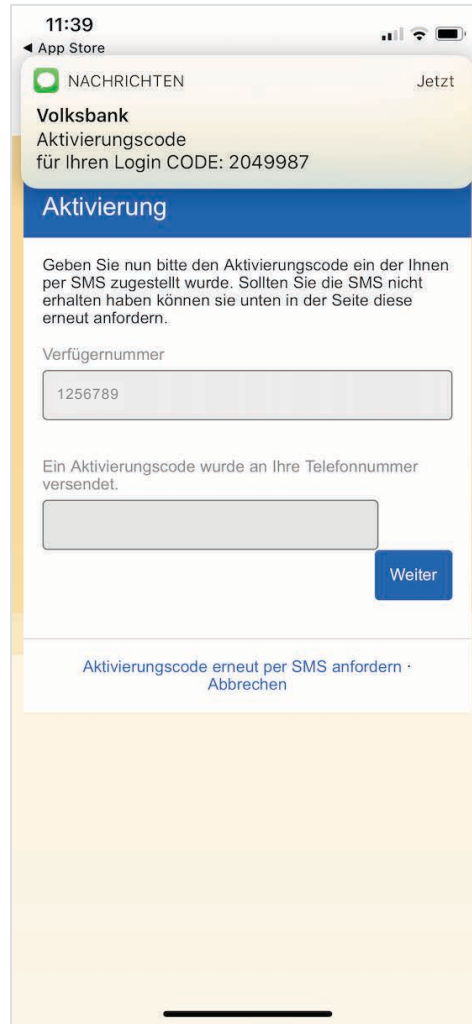 11:39
◀ App Store
NACHRICHTEN Jetzt
Volksbank
Aktivierungscode
für Ihren Login CODE: 2049987
Aktivierung
Geben Sie nun bitte den Aktivierungscode ein der Ihnen
per SMS zugestellt wurde. Sollten Sie die SMS nicht
erhalten haben können sie unten in der Seite diese
erneut anfordern.
Verfügernummer
1256789
Ein Aktivierungscode wurde an Ihre Telefonnummer
versendet.
Weiter
Aktivierungscode erneut per SMS anfordern ·
Abbrechen